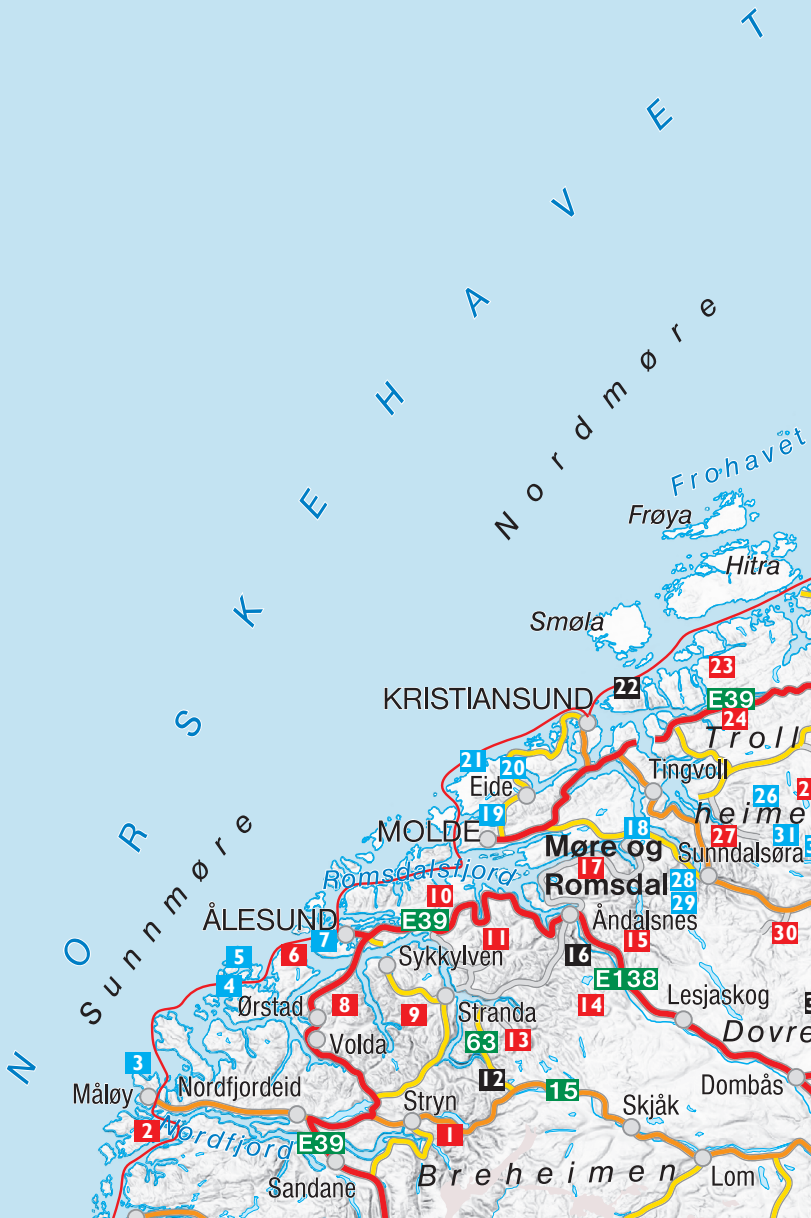 NORSKEHAVET
Nordmøre
Frohavet
Frøya
Hitra
Smøla
23
22
E39
KRISTIANSUND
24
Troll
21
20
Tingvoll
Eide
26
heime
19
18
31
MOLDE
27
Møre og
Romsdal
17
Sunndalsøra
Sunnmøre
Romsdalsfjord
28
10
29
ÅLESUND
E39
Åndalsnes
7
11
15
30
5
6
16
4
Sykkylven
E138
Ørstad
8
9
Stranda
14
Lesjaskog
Volda
63
13
Dovre
3
12
15
Dombås
Måløy
Nordfjordeid
Stryn
Skjåk
2
Nordfjord
E39
1
Breheimen
Lom
Sandane